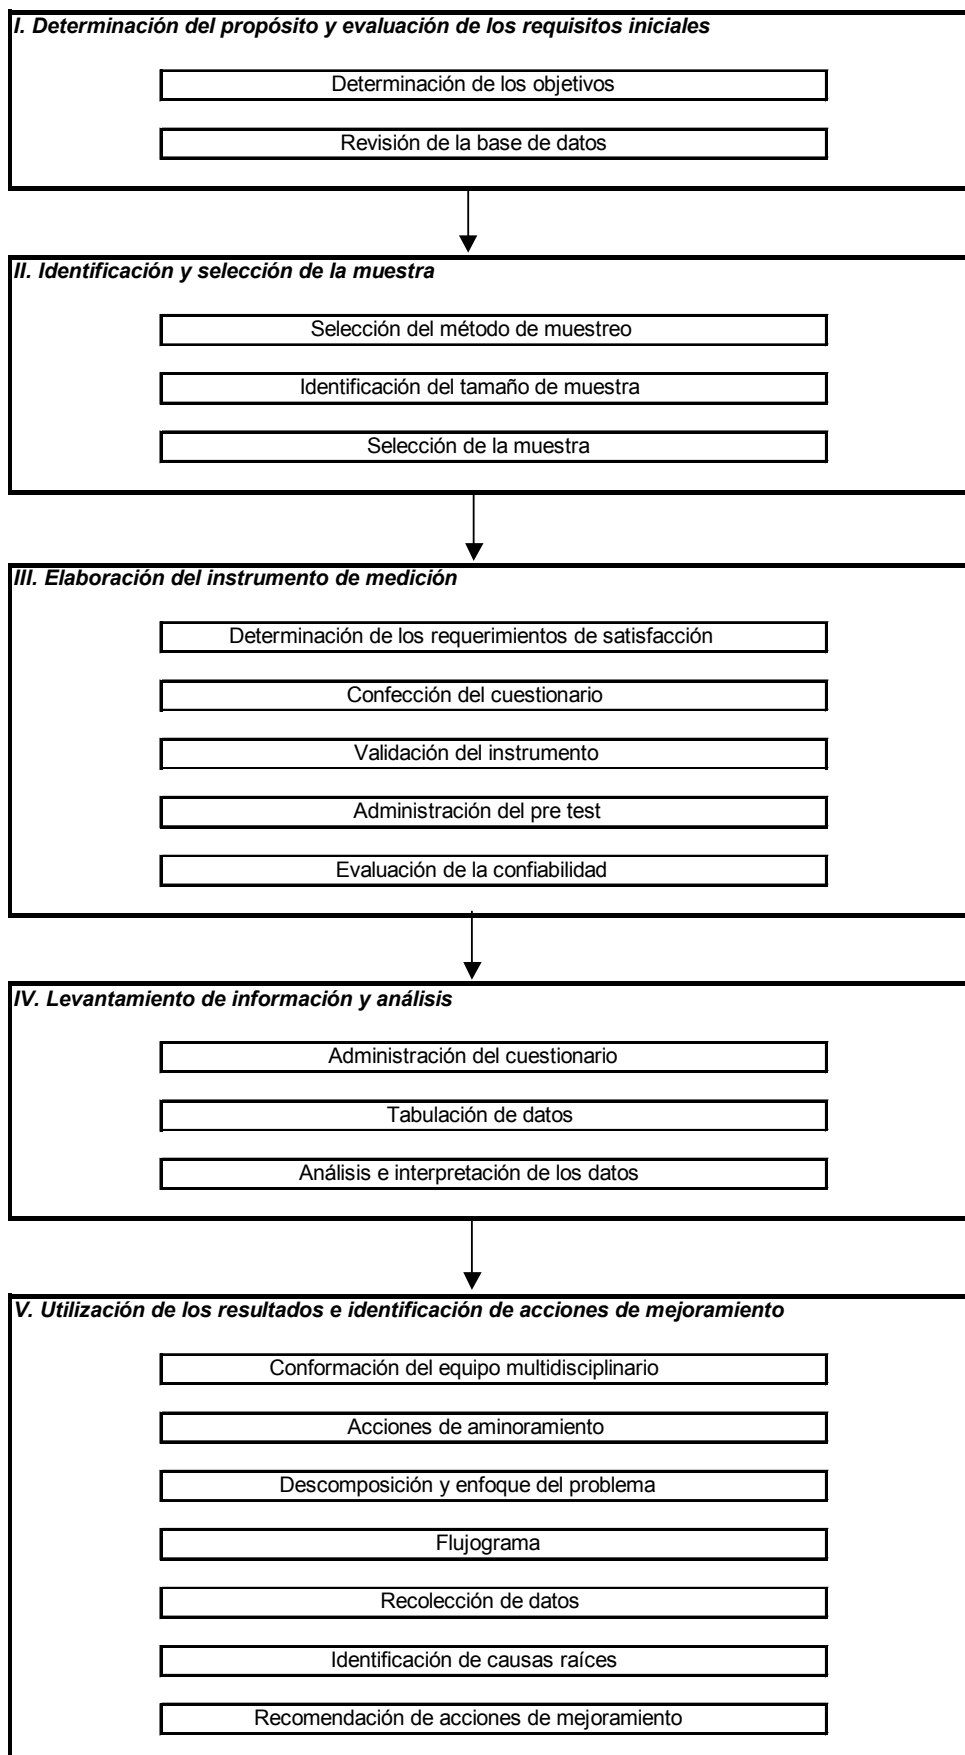 I. Determinación del propósito y evaluación de los requisitos iniciales
Determinación de los objetivos
Revisión de la base de datos
II. Identificación y selección de la muestra
Selección del método de muestreo
Identificación del tamaño de muestra
Selección de la muestra
III. Elaboración del instrumento de medición
Determinación de los requerimientos de satisfacción
Confección del cuestionario
Validación del instrumento
Administración del pre test
Evaluación de la confiabilidad
IV. Levantamiento de información y análisis
Administración del cuestionario
Tabulación de datos
Análisis e interpretación de los datos
V. Utilización de los resultados e identificación de acciones de mejoramiento
Conformación del equipo multidisciplinario
Acciones de aminoramiento
Descomposición y enfoque del problema
Flujograma
Recolección de datos
Identificación de causas raíces
Recomendación de acciones de mejoramiento